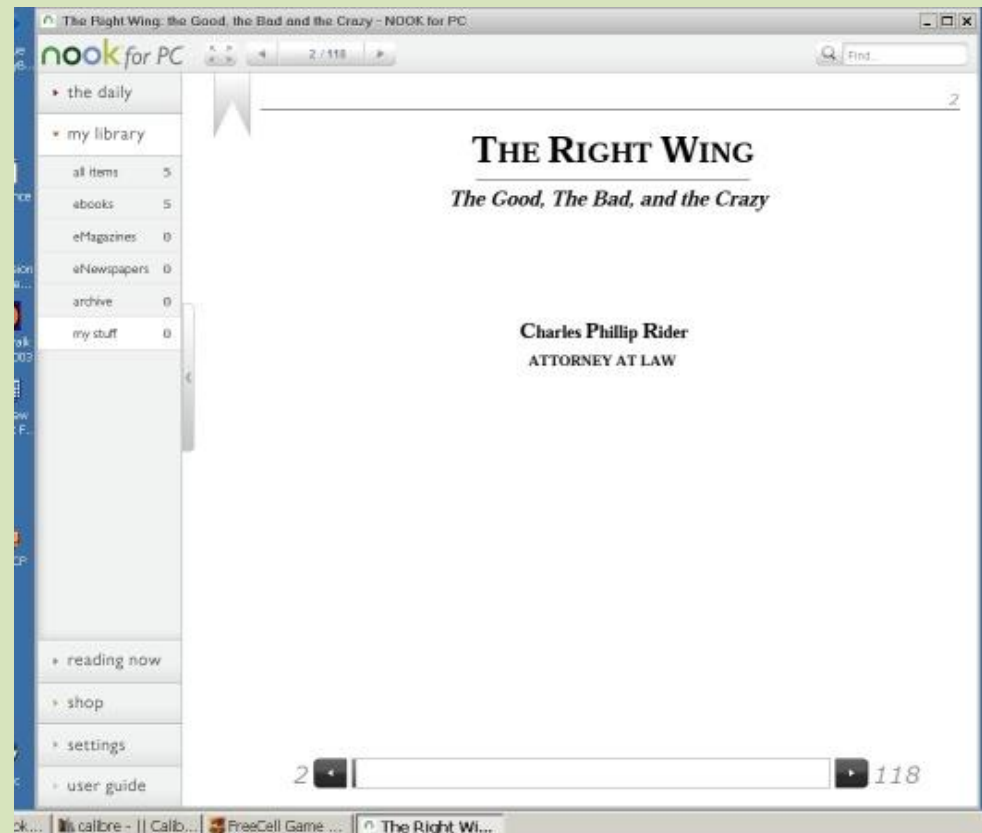 The Right Wing: the Good, the Bad and the Crazy - NOOK for PC
nook for PC
2 / 118
Find...
the daily
my library
all items 5
ebooks 5
eMagazines 0
eNewspapers 0
archive 0
my stuff 0
reading now
shop
settings
user guide
2
THE RIGHT WING
The Good, The Bad, and the Crazy
Charles Phillip Rider
ATTORNEY AT LAW
2
118
calibre - || Calib...
FreeCell Game ...
The Right Wi...